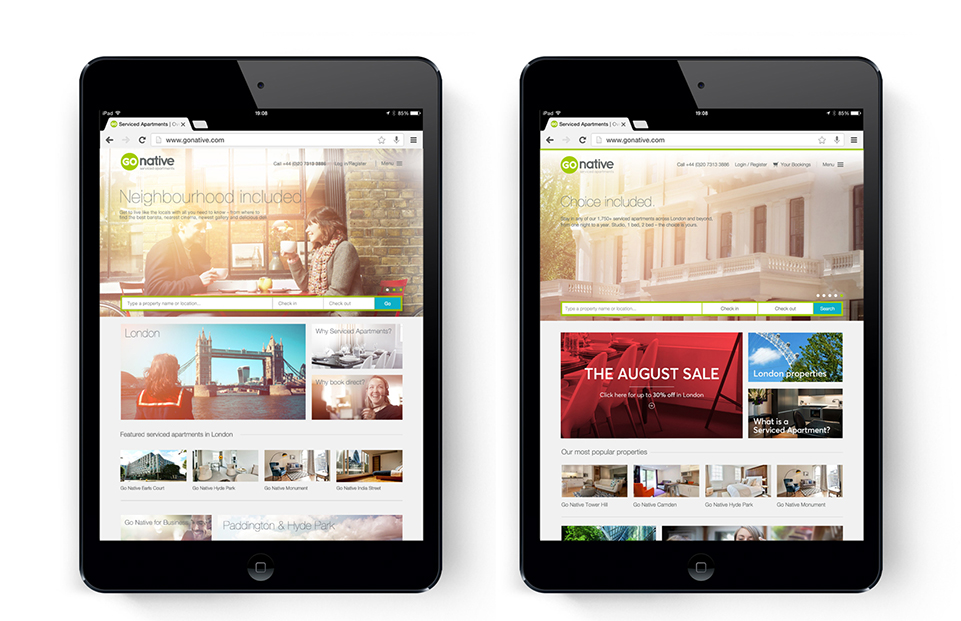 iPad
19:08
85%
Serviced Apartments | Ov
www.gonative.com
GO native
serviced apartments
Call +44 (0)20 7313 3886
Log in/Register
Menu
Neighbourhood included.
Get to live like the locals with all you need to know - from where to
find the best barista, nearest cinema, newest gallery and delicious deli
Type a property name or location...
Check in
Check out
Go
London
Why Serviced Apartments?
Why book direct?
Featured serviced apartments in London
Go Native Earls Court
Go Native Hyde Park
Go Native Monument
Go Native India Street
Go Native for Business
Paddington & Hyde Park
iPad
19:08
85%
Serviced Apartments | Ov
www.gonative.com
GO native
serviced apartments
Call +44 (0)20 7313 3886
Login / Register
Your Bookings
Menu
Choice included.
Stay in any of our 1,750+ serviced apartments across London and beyond,
from one night to a year. Studio, 1 bed, 2 bed – the choice is yours.
Type a property name or location...
Check in
Check out
Search
THE AUGUST SALE
Click here for up to 30% off in London
London properties
What is a
Serviced Apartment?
Our most popular properties
Go Native Tower Hill
Go Native Camden
Go Native Hyde Park
Go Native Monument